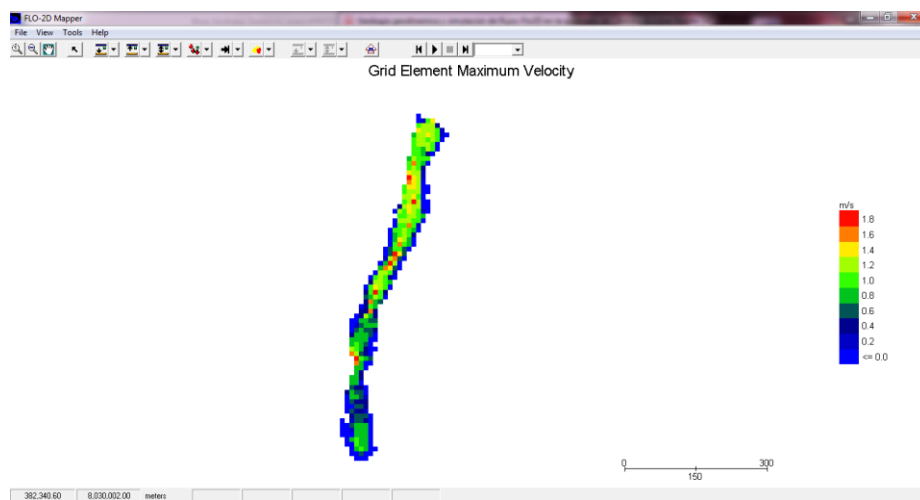 FLO-2D Mapper
File View Tools Help
Grid Element Maximum Velocity
m/s
1.8
1.6
1.4
1.2
1.0
0.8
0.6
0.4
0.2
<= 0.0
0 300
150
382,340.60 8,030,002.00 meters